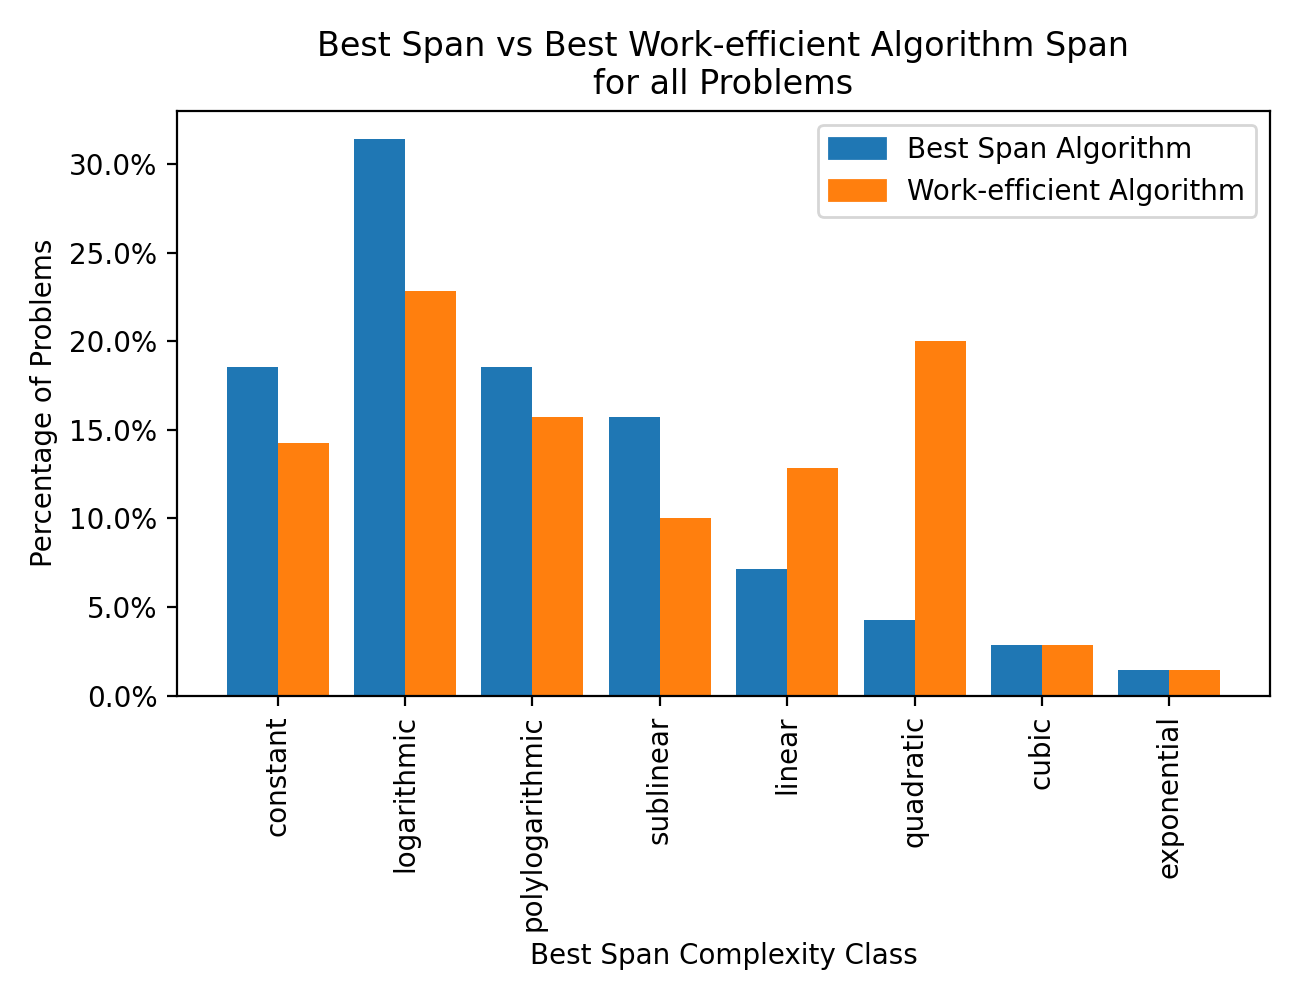 Best Span vs Best Work-efficient Algorithm Span
for all Problems
Best Span Algorithm
Work-efficient Algorithm
Percentage of Problems
30.0%
25.0%
20.0%
15.0%
10.0%
5.0%
0.0%
constant
logarithmic
polylogarithmic
sublinear
linear
quadratic
cubic
exponential
Best Span Complexity Class